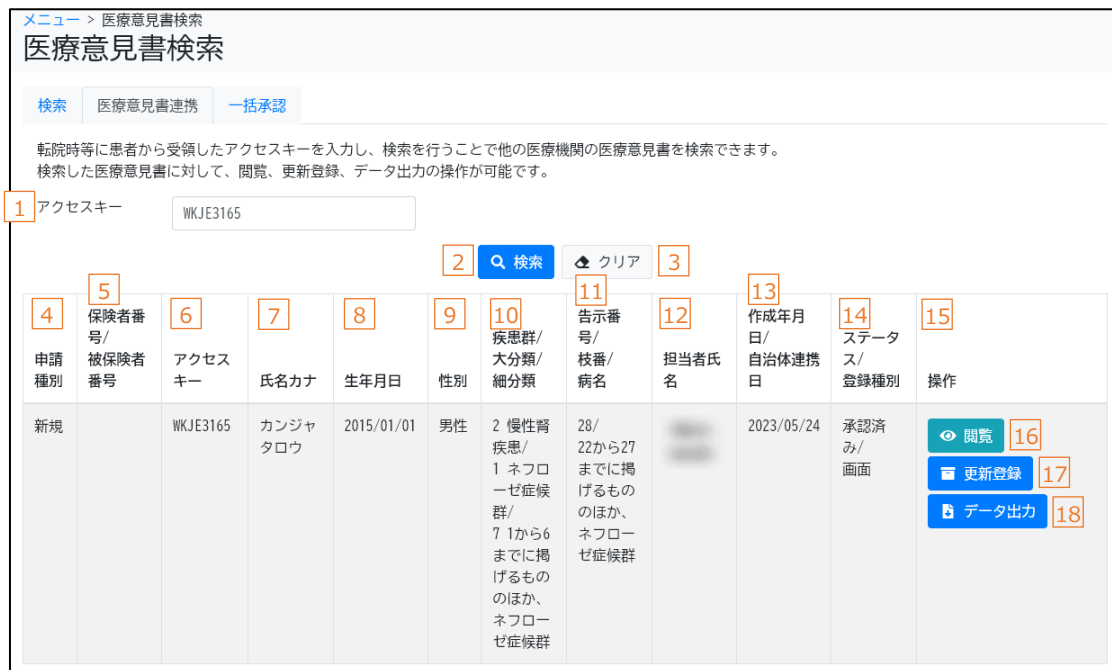 メニュー > 医療意見書検索
医療意見書検索
検索 医療意見書連携 一括承認
転院時等に患者から受領したアクセスキーを入力し、検索を行うことで他の医療機関の医療意見書を検索できます。
検索した医療意見書に対して、閲覧、更新登録、データ出力の操作が可能です。
1 アクセスキー WKJE3165
2 検索 クリア 3
4
申請
種別
5
保険者番
号/
被保険者
番号
6
アクセス
キー
7
氏名カナ
8
生年月日
9
性別
10
疾患群/
大分類/
細分類
11
告示番
号/
枝番/
病名
12
担当者氏
名
13
作成年月
日/
自治体連携
日
14
ステータ
ス/
登録種別
15
操作
新規
WKJE3165
カンジャ
タロウ
2015/01/01
男性
2 慢性腎
疾患/
1 ネフロ
ーゼ症候
群/
7 1から6
までに掲
げるもの
のほか、
ネフロー
ゼ症候群
28/
22から27
までに掲
げるもの
のほか、
ネフロー
ゼ症候群
2023/05/24
承認済
み/
画面
閲覧 16
更新登録 17
データ出力 18